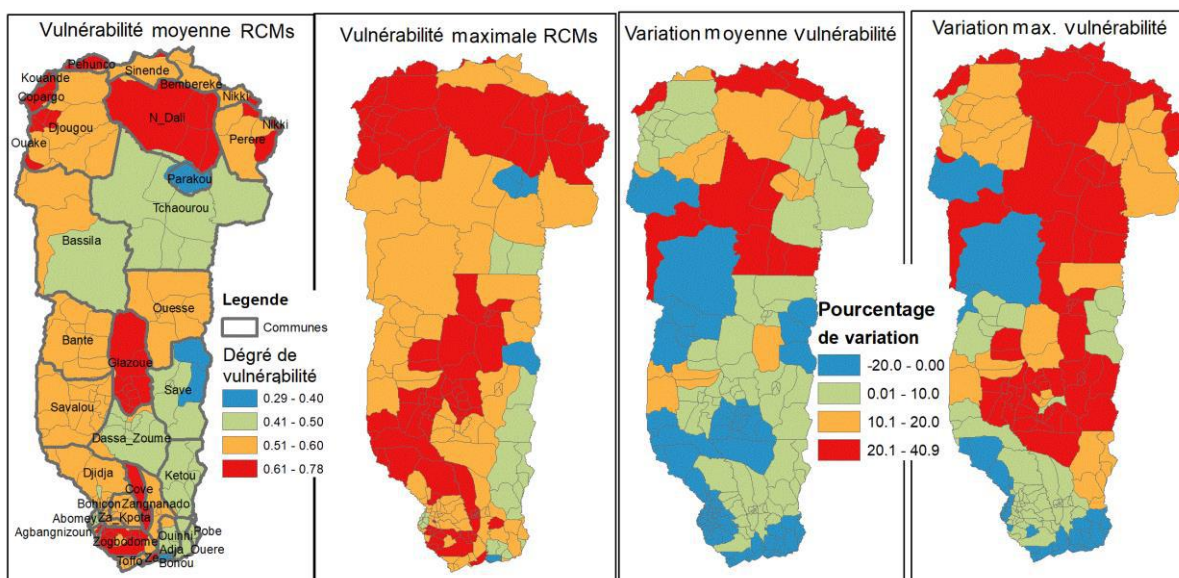 Vulnérabilité moyenne RCMs
Vulnérabilité maximale RCMs
Variation moyenne vulnérabilité
Variation max. vulnérabilité
Pehunco
Sinende
Kouande
Bembereke
Copargo
Nikki
N_Dali
Djougou
Nikki
Perere
Ouake
Parakou
Tchaourou
Bassila
Legende
Communes
Ouesse
Bante
Glazoue
Dégré de
vulnérabilité
0.29 - 0.40
0.41 - 0.50
0.51 - 0.60
0.61 - 0.78
Save
Savalou
Dassa_Zoume
Djidja
Ketou
Cove
Bohicon
Zangnanado
Abomey
Za_Kpota
Agbangnizoun
Zogbodome
Ouinhi
Pobe
Adja
Ouere
Toffo
Ze
Bonou
Pourcentage
de variation
-20.0 - 0.00
0.01 - 10.0
10.1 - 20.0
20.1 - 40.9